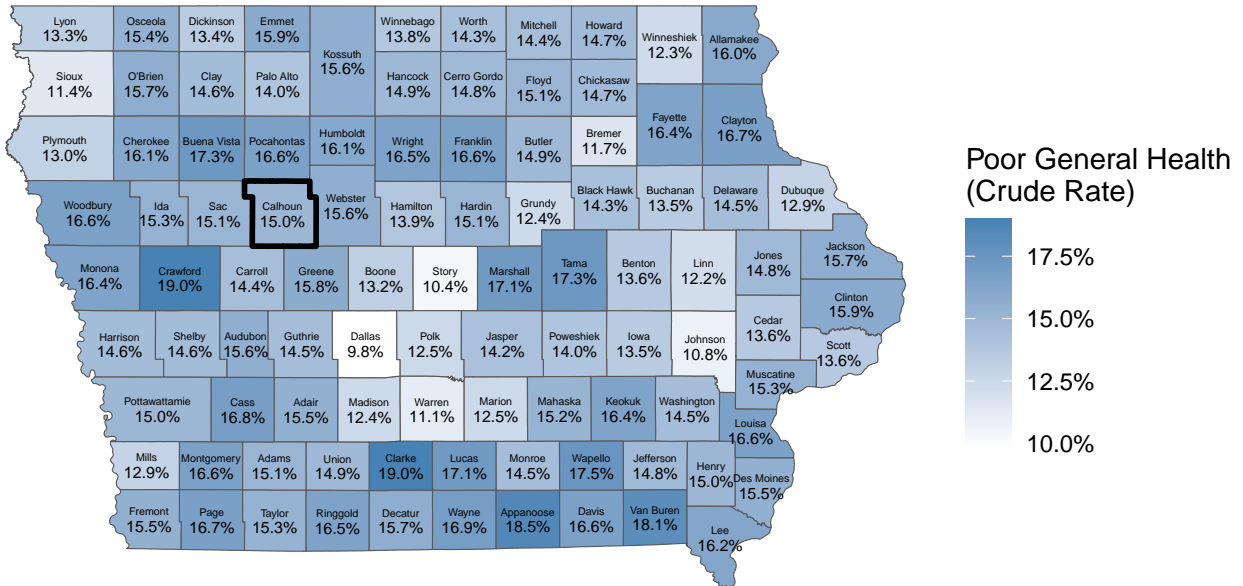 Lyon
13.3%
Osceola
15.4%
Dickinson
13.4%
Emmet
15.9%
Kossuth
15.6%
Winnebago
13.8%
Worth
14.3%
Mitchell
14.4%
Howard
14.7%
Winneshiek
12.3%
Allamakee
16.0%
Sioux
11.4%
O'Brien
15.7%
Clay
14.6%
Palo Alto
14.0%
Hancock
14.9%
Cerro Gordo
14.8%
Floyd
15.1%
Chickasaw
14.7%
Fayette
16.4%
Clayton
16.7%
Plymouth
13.0%
Cherokee
16.1%
Buena Vista
17.3%
Pocahontas
16.6%
Humboldt
16.1%
Wright
16.5%
Franklin
16.6%
Butler
14.9%
Bremer
11.7%
Woodbury
16.6%
Ida
15.3%
Sac
15.1%
Calhoun
15.0%
Webster
15.6%
Hamilton
13.9%
Hardin
15.1%
Grundy
12.4%
Black Hawk
14.3%
Buchanan
13.5%
Delaware
14.5%
Dubuque
12.9%
Monona
16.4%
Crawford
19.0%
Carroll
14.4%
Greene
15.8%
Boone
13.2%
Story
10.4%
Marshall
17.1%
Tama
17.3%
Benton
13.6%
Linn
12.2%
Jones
14.8%
Jackson
15.7%
Clinton
15.9%
Harrison
14.6%
Shelby
14.6%
Audubon
15.6%
Guthrie
14.5%
Dallas
9.8%
Polk
12.5%
Jasper
14.2%
Poweshiek
14.0%
Iowa
13.5%
Johnson
10.8%
Cedar
13.6%
Scott
13.6%
Muscatine
15.3%
Pottawattamie
15.0%
Cass
16.8%
Adair
15.5%
Madison
12.4%
Warren
11.1%
Marion
12.5%
Mahaska
15.2%
Keokuk
16.4%
Washington
14.5%
Louisa
16.6%
Mills
12.9%
Montgomery
16.6%
Adams
15.1%
Union
14.9%
Clarke
19.0%
Lucas
17.1%
Monroe
14.5%
Wapello
17.5%
Jefferson
14.8%
Henry
15.0%
Des Moines
15.5%
Fremont
15.5%
Page
16.7%
Taylor
15.3%
Ringgold
16.5%
Decatur
15.7%
Wayne
16.9%
Appanoose
18.5%
Davis
16.6%
Van Buren
18.1%
Lee
16.2%
Poor General Health
(Crude Rate)
17.5%
15.0%
12.5%
10.0%